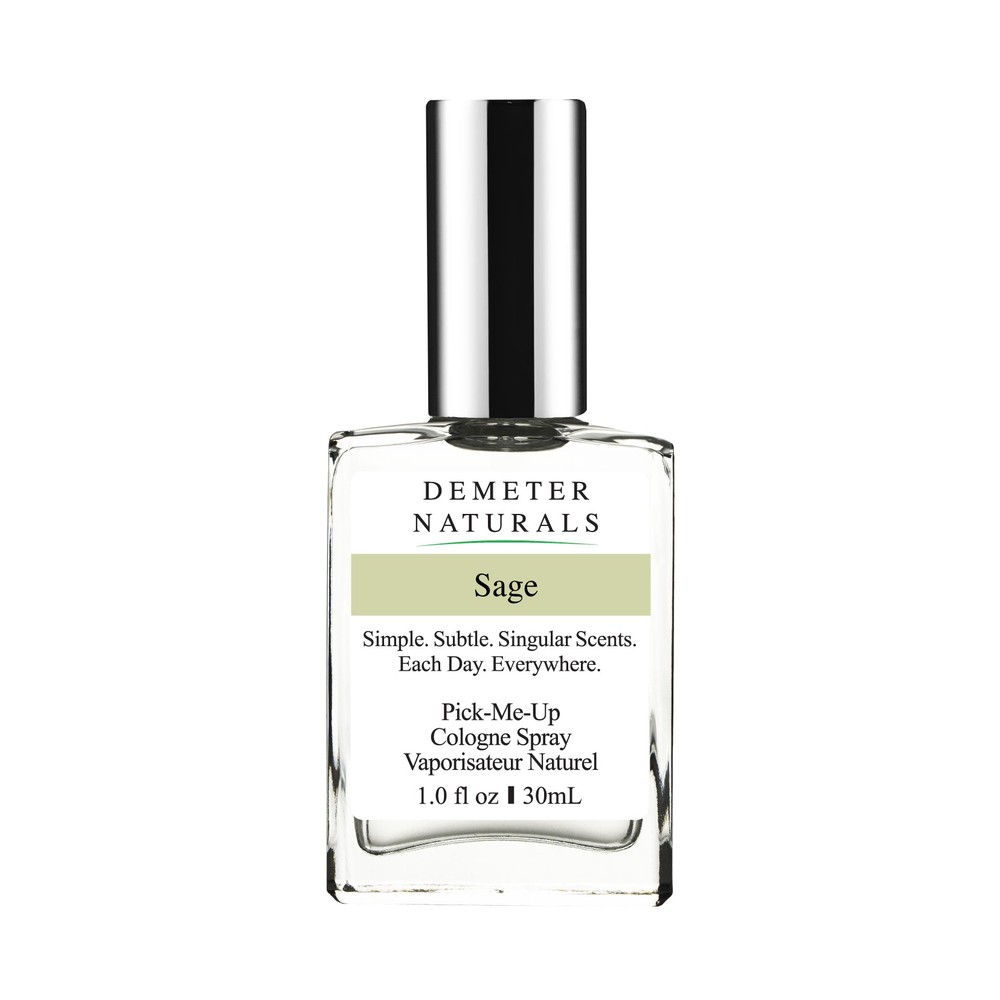 DEMETER
NATURALS
Sage
Simple. Subtle. Singular Scents.
Each Day. Everywhere.
Pick-Me-Up
Cologne Spray
Vaporisateur Naturel
1.0 fl oz ▌30mL